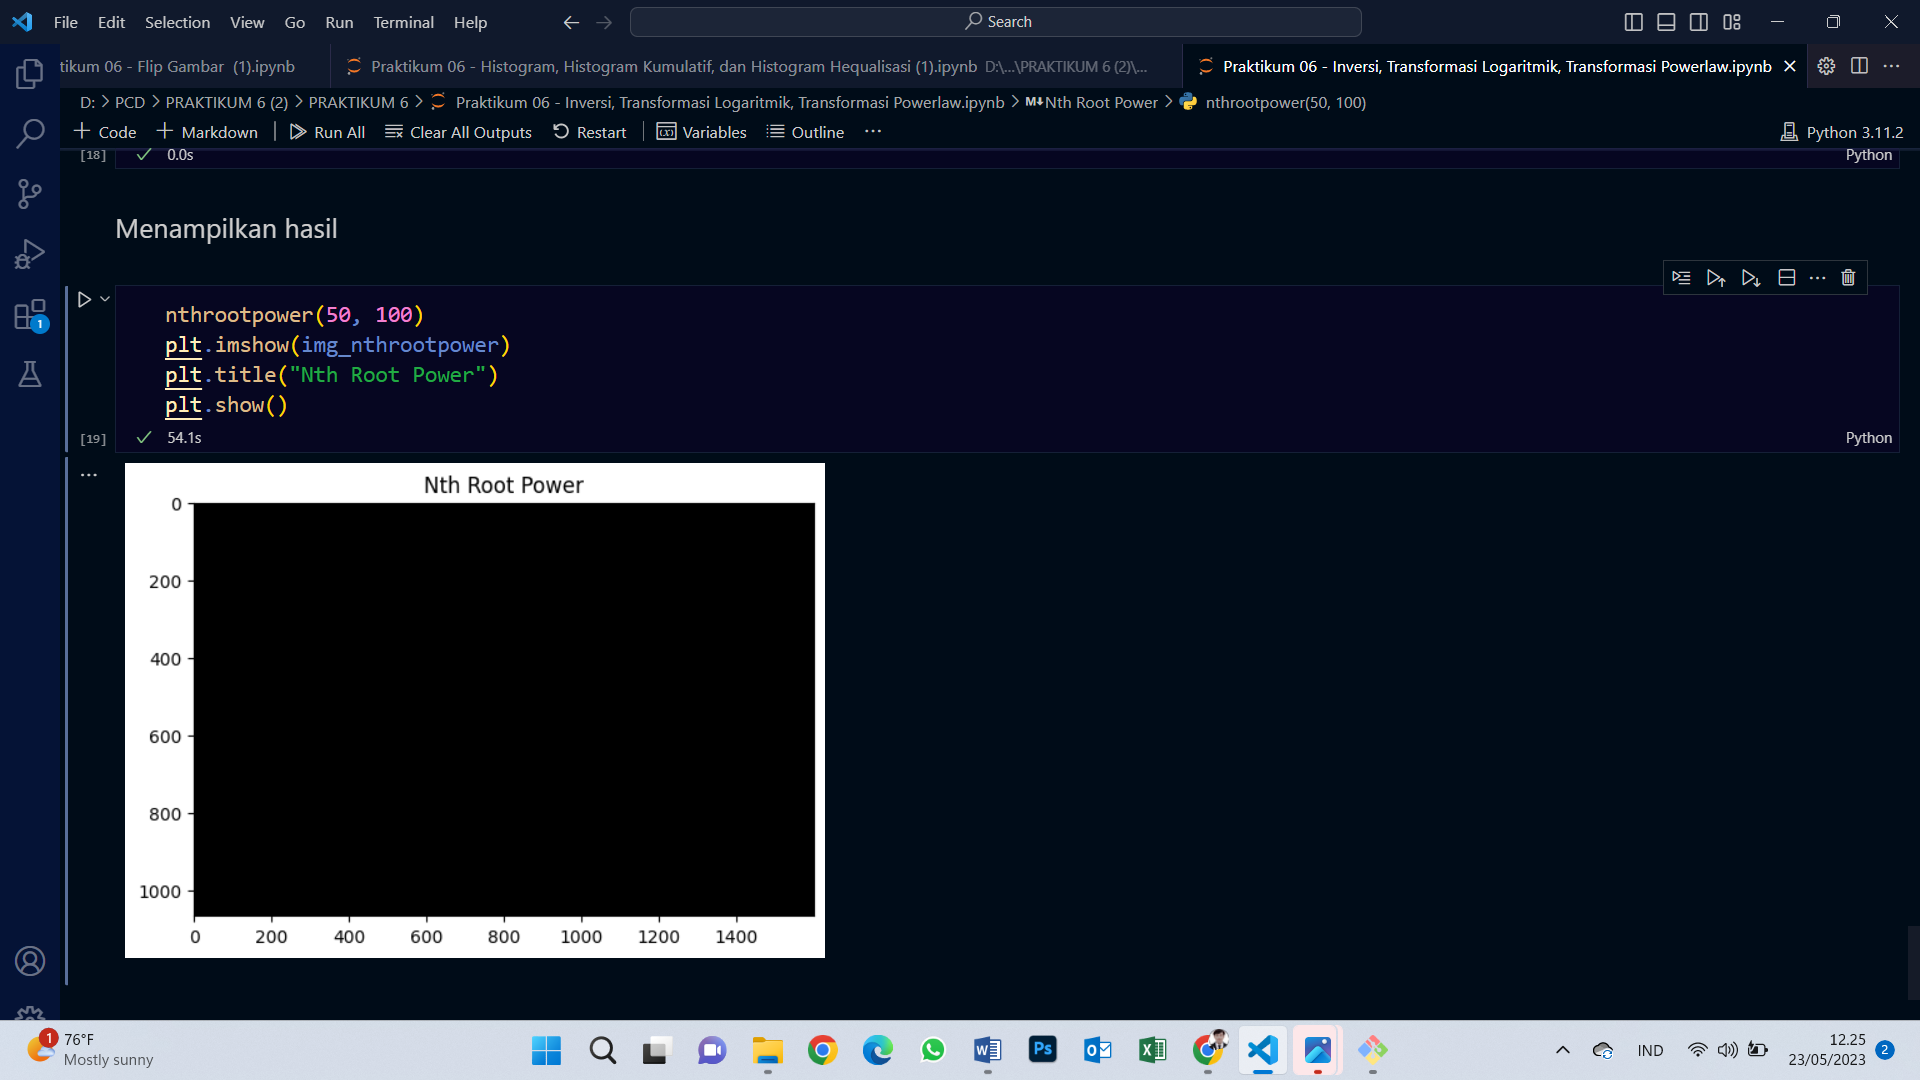 File Edit Selection View Go Run Terminal Help
Search
tikum 06 - Flip Gambar (1).ipynb
Praktikum 06 - Histogram, Histogram Kumulatif, dan Histogram Hequalisasi (1).ipynb D:\...\PRAKTIKUM 6 (2)\...
Praktikum 06 - Inversi, Transformasi Logaritmik, Transformasi Powerlaw.ipynb
D: > PCD > PRAKTIKUM 6 (2) > PRAKTIKUM 6 > Praktikum 06 - Inversi, Transformasi Logaritmik, Transformasi Powerlaw.ipynb > M↓Nth Root Power > nthrootpower(50, 100)
+ Code + Markdown | Run All Clear All Outputs Restart | Variables Outline ... Python 3.11.2
[18] 0.0s Python
Menampilkan hasil
nthrootpower(50, 100)
plt.imshow(img_nthrootpower)
plt.title("Nth Root Power")
plt.show()
[19] 54.1s Python
Nth Root Power
0
200
400
600
800
1000
0 200 400 600 800 1000 1200 1400
1
1
76°F
Mostly sunny
Ps
IND
12.25
23/05/2023
2